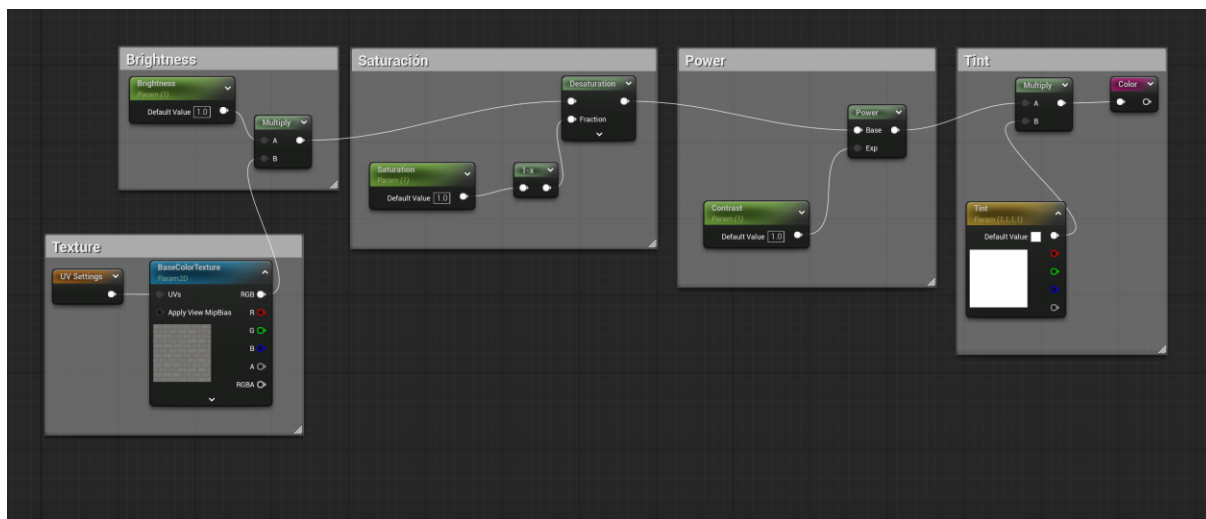 Brightness
Brightness
Param (1)
Default Value 1.0
Multiply
A
B
Texture
UV Settings
BaseColorTexture
Param2D
UVs RGB
Apply View MipBias R
G
B
A
RGBA
Saturación
Desaturation
Fraction
Saturation
Param (1)
Default Value 1.0
1-x
Power
Power
Base
Exp
Contrast
Param (1)
Default Value 1.0
Tint
Multiply
A
B
Color
Tint
Param (1,1,1,1)
Default Value